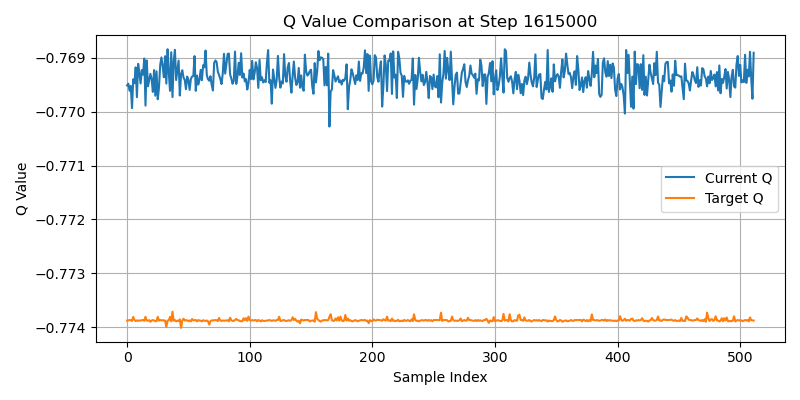 Q Value Comparison at Step 1615000
Q Value
−0.769
−0.770
−0.771
−0.772
−0.773
−0.774
Current Q
Target Q
0
100
200
300
400
500
Sample Index